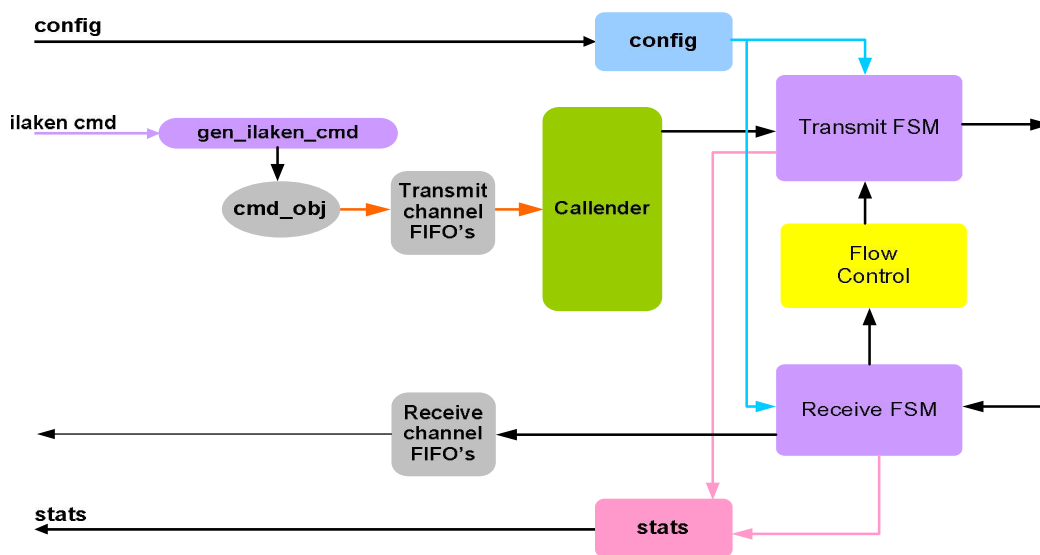 config
config
ilaken cmd
gen_ilaken_cmd
Transmit FSM
cmd_obj
Transmit
channel
FIFO's
Callender
Flow
Control
Receive
channel
FIFO's
Receive FSM
stats
stats